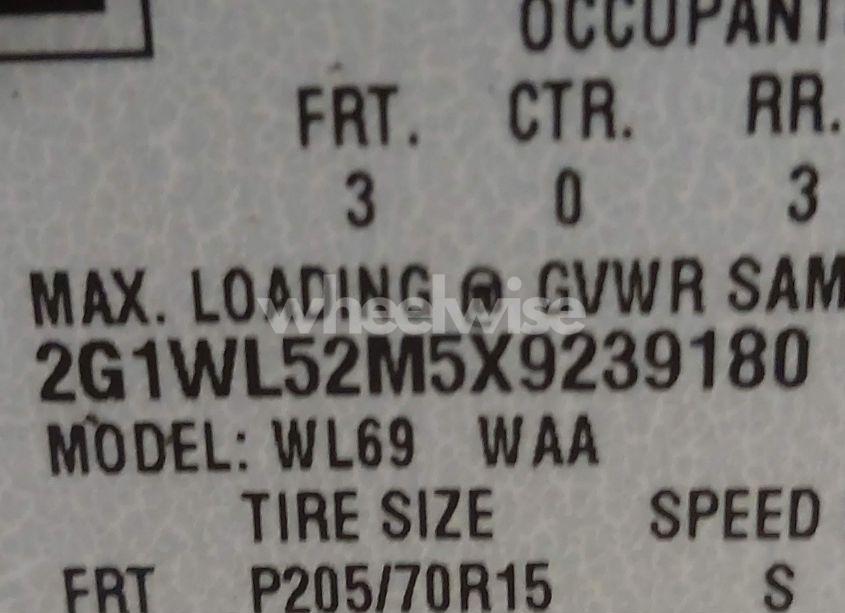 OCCUPANT
FRT. CTR. RR.
3 0 3
MAX. LOADING @ GVWR SAM
wheelwise
2G1WL52M5X9239180
MODEL: WL69 WAA
TIRE SIZE SPEED
FRT P205/70R15 S